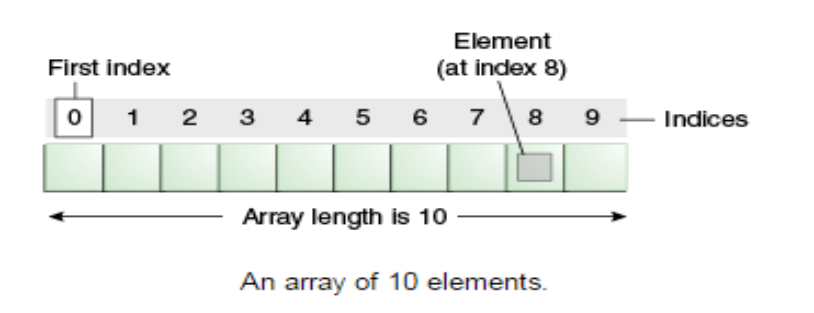 Element
First index (at index 8)
0 1 2 3 4 5 6 7 8 9 Indices
Array length is 10
An array of 10 elements.